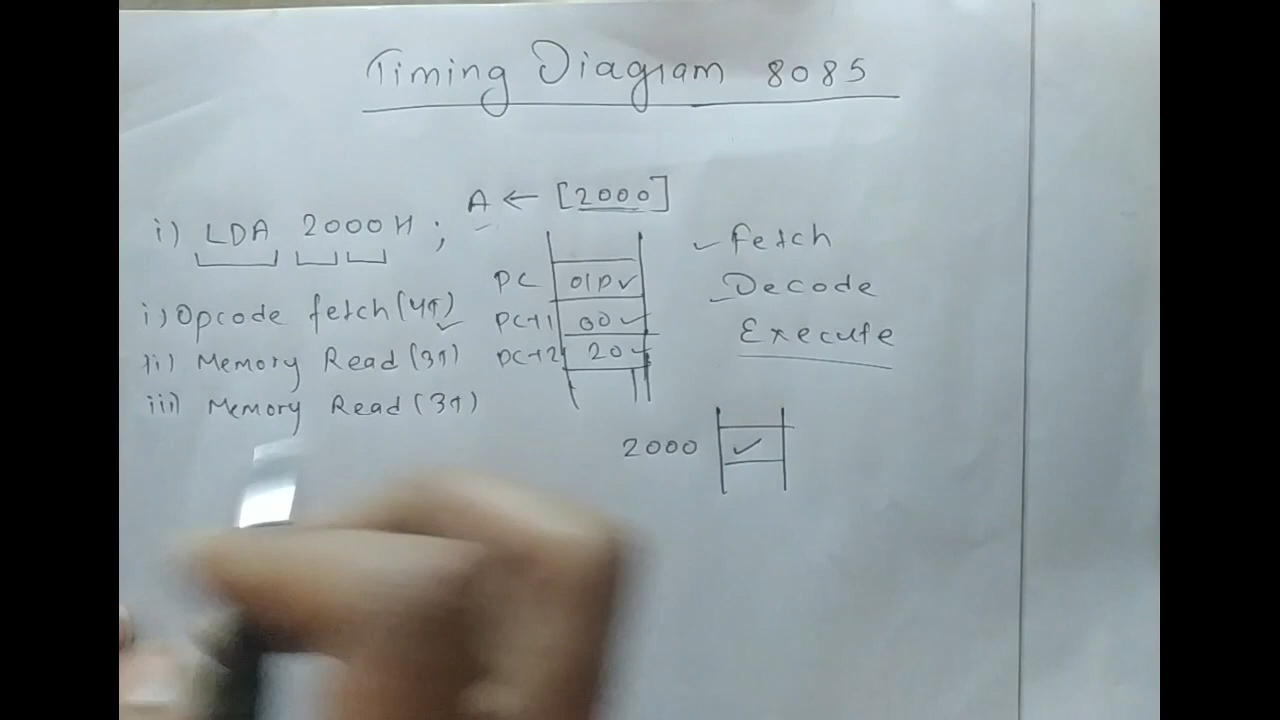 Timing Diagram 8085
A ← [2000]
i) LDA 2000H ;
PC O/P ✓
PC+1 00 ✓
PC+2 20 ✓
✓ Fetch
Decode
Execute
i) Opcode fetch (4T) ✓
ii) Memory Read (3T)
iii) Memory Read (3T)
2000 ✓